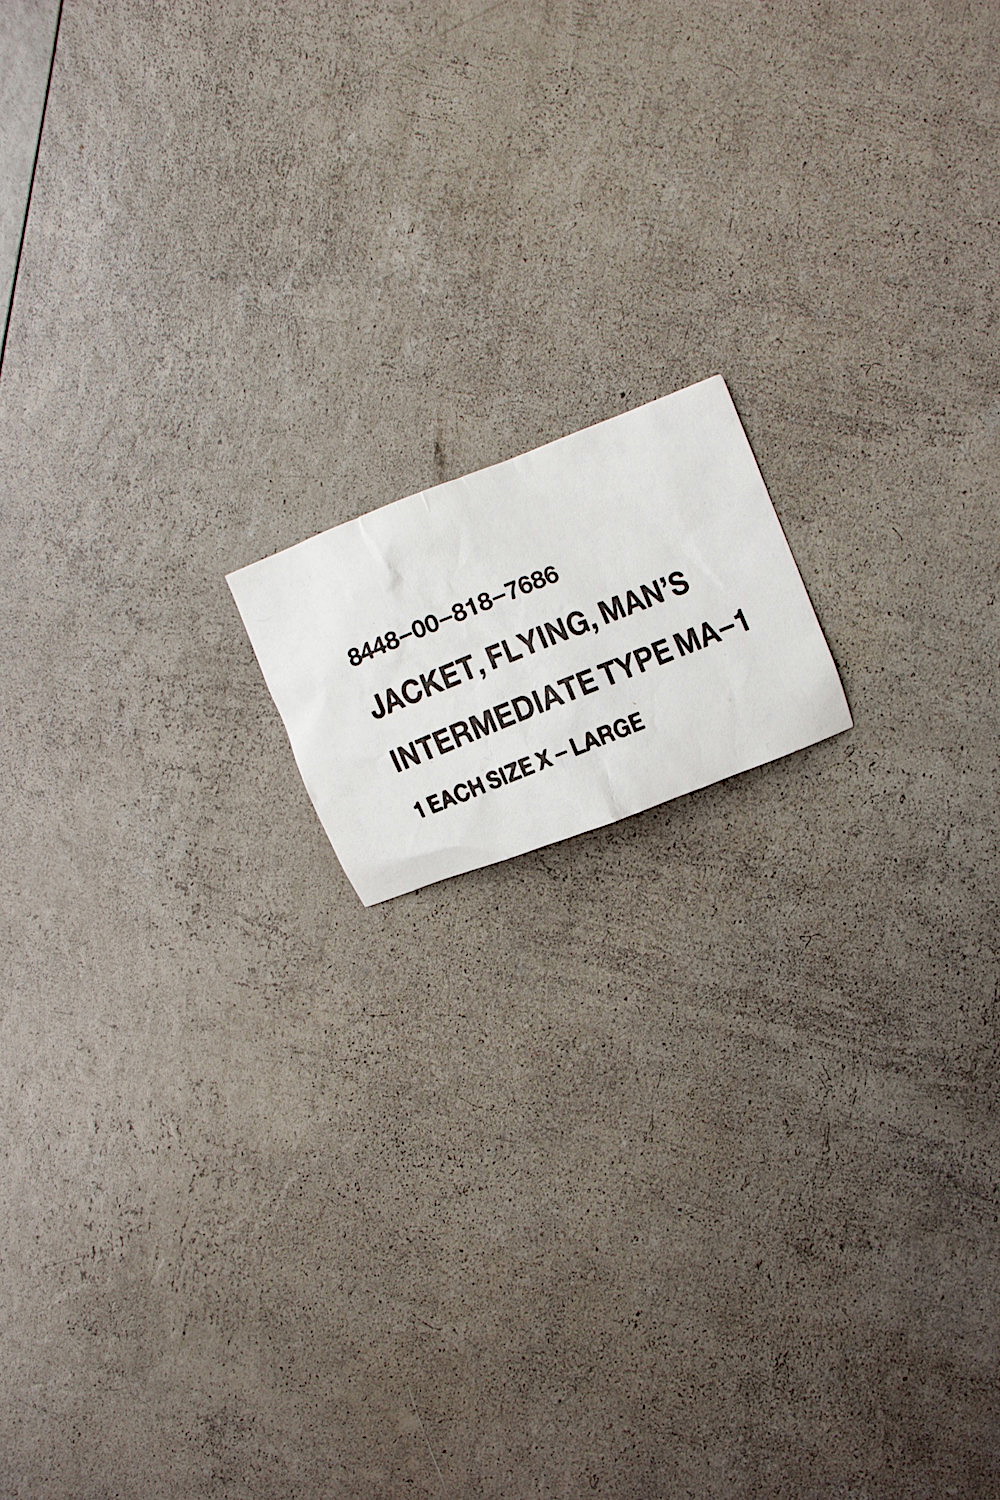 8448–00–818–7686
JACKET, FLYING, MAN'S
INTERMEDIATE TYPE MA–1
1 EACH SIZE X – LARGE